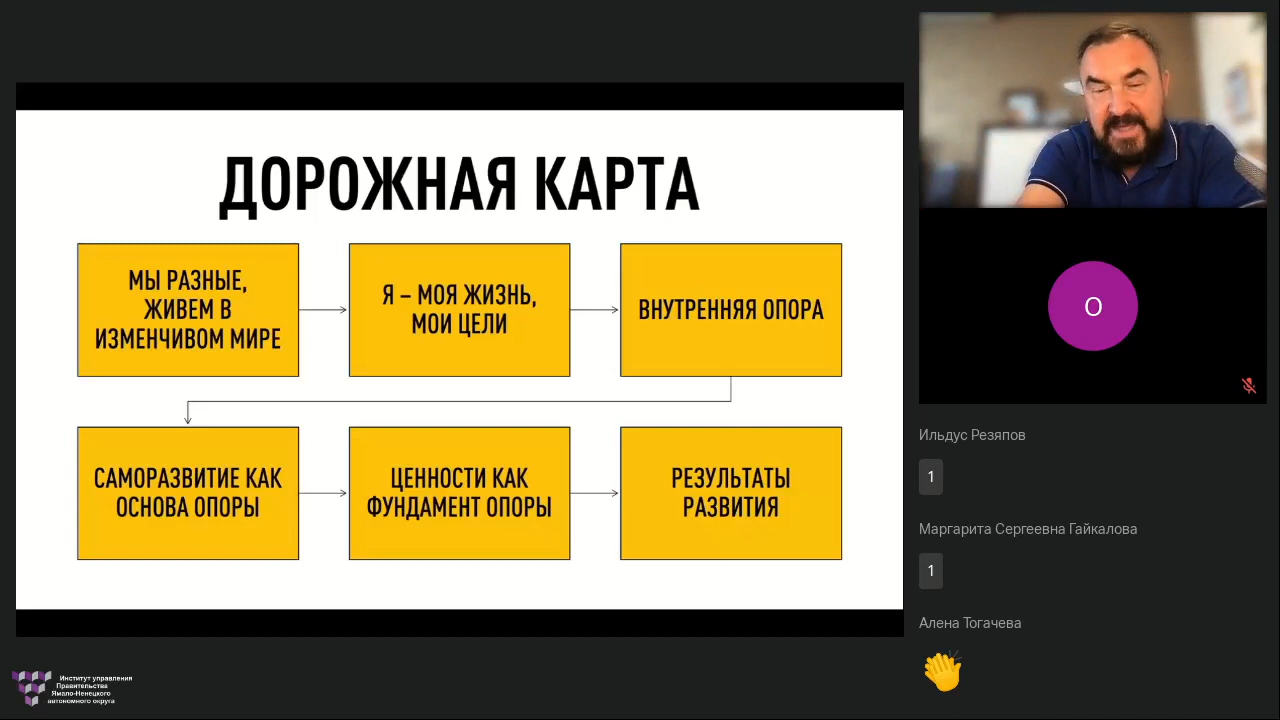 ДОРОЖНАЯ КАРТА
МЫ РАЗНЫЕ,
ЖИВЕМ В
ИЗМЕНЧИВОМ МИРЕ
Я – МОЯ ЖИЗНЬ,
МОИ ЦЕЛИ
ВНУТРЕННЯЯ ОПОРА
САМОРАЗВИТИЕ КАК
ОСНОВА ОПОРЫ
ЦЕННОСТИ КАК
ФУНДАМЕНТ ОПОРЫ
РЕЗУЛЬТАТЫ
РАЗВИТИЯ
О
Ильдус Резяпов
1
Маргарита Сергеевна Гайкалова
1
Алена Тогачева
Институт управления
Правительства
Ямало-Ненецкого
автономного округа